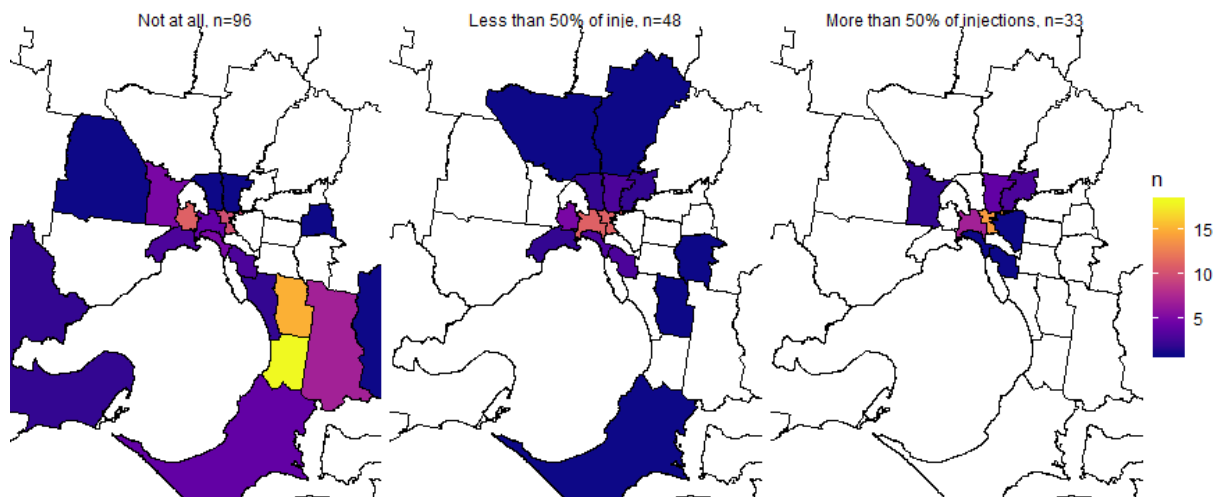 Not at all, n=96
Less than 50% of inje, n=48
More than 50% of injections, n=33
n
15
10
5